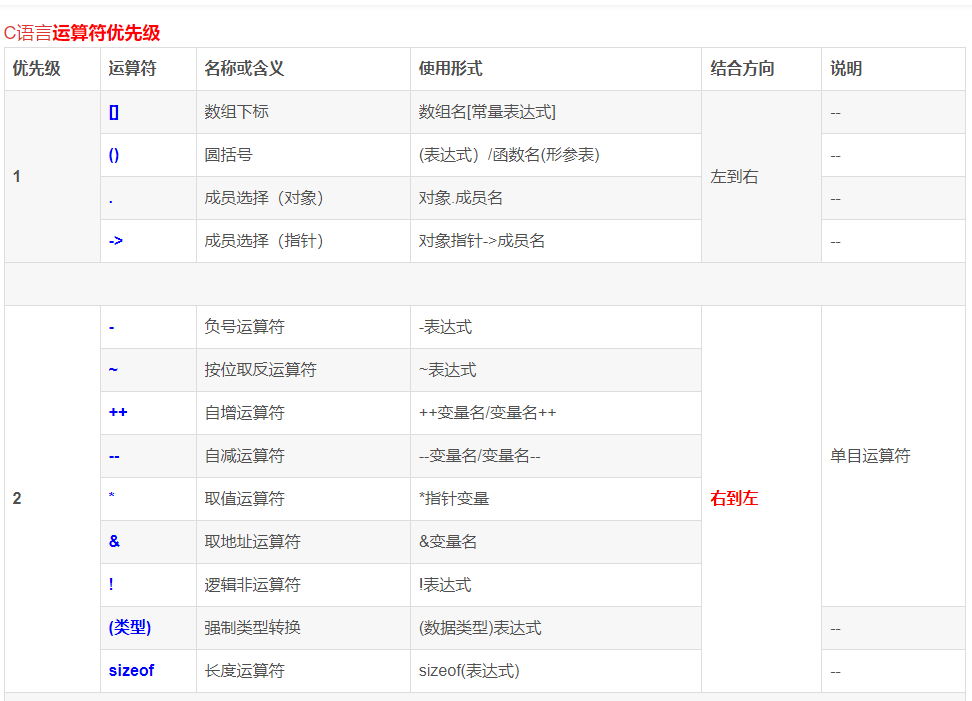 C语言运算符优先级
优先级 运算符 名称或含义 使用形式 结合方向 说明
1 [] 数组下标 数组名[常量表达式] 左到右 --
() 圆括号 (表达式）/函数名(形参表) --
. 成员选择（对象） 对象.成员名 --
-> 成员选择（指针） 对象指针->成员名 --
2 - 负号运算符 -表达式 右到左 单目运算符
~ 按位取反运算符 ~表达式
++ 自增运算符 ++变量名/变量名++
-- 自减运算符 --变量名/变量名--
* 取值运算符 *指针变量
& 取地址运算符 &变量名
! 逻辑非运算符 !表达式
(类型) 强制类型转换 (数据类型)表达式 --
sizeof 长度运算符 sizeof(表达式) --